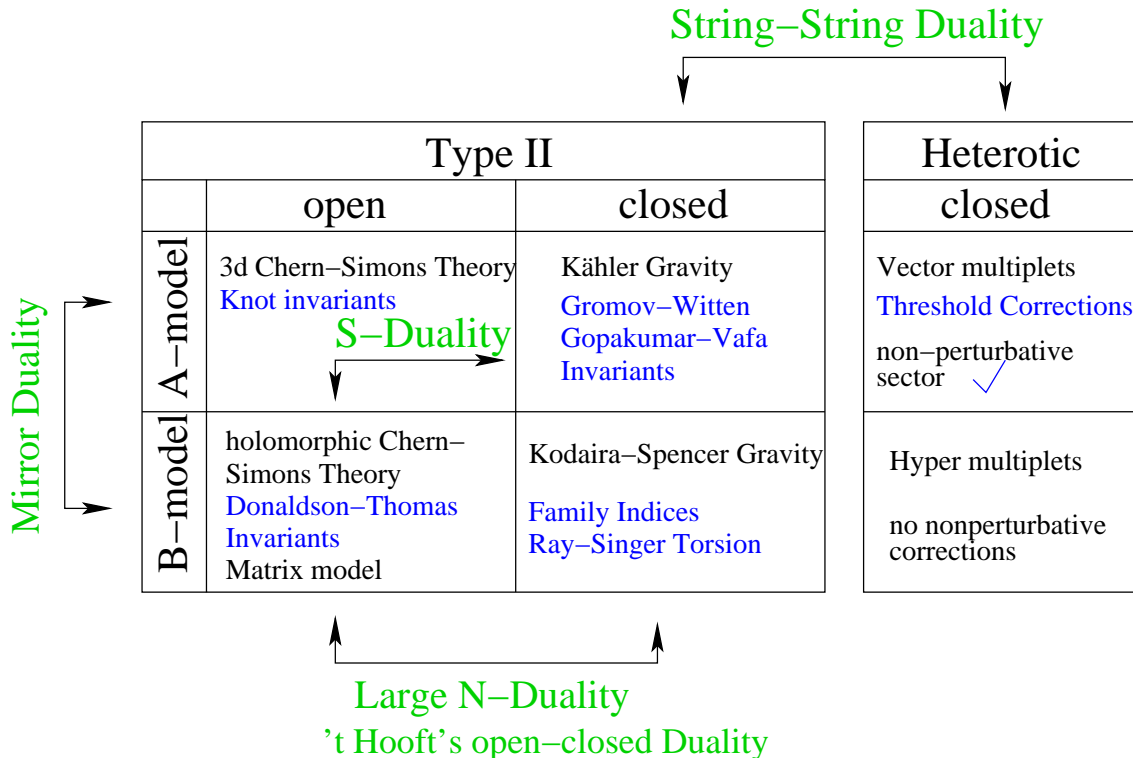 String–String Duality
Type II
Heterotic
open
closed
closed
Mirror Duality
A–model
3d Chern–Simons Theory
Knot invariants
S–Duality
Kähler Gravity
Gromov–Witten
Gopakumar–Vafa
Invariants
Vector multiplets
Threshold Corrections
non–perturbative
sector
B–model
holomorphic Chern–
Simons Theory
Donaldson–Thomas
Invariants
Matrix model
Kodaira–Spencer Gravity
Family Indices
Ray–Singer Torsion
Hyper multiplets
no nonperturbative
corrections
Large N–Duality
't Hooft's open–closed Duality